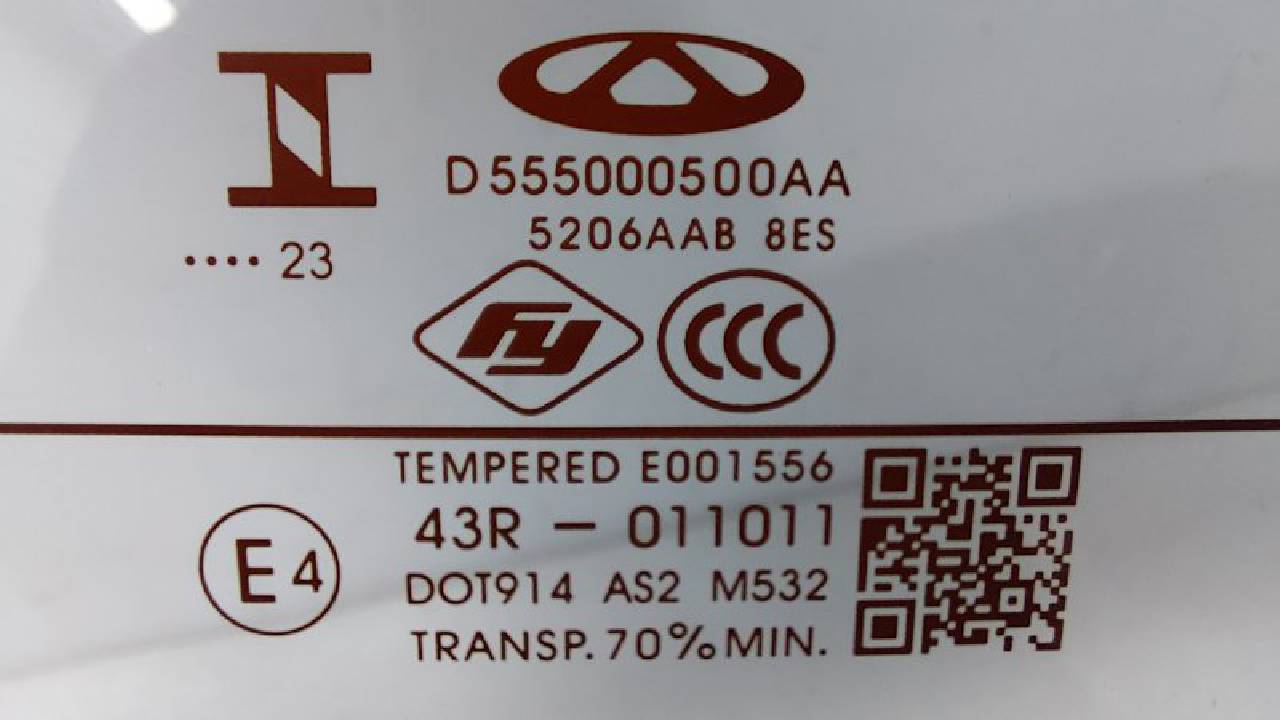 D555000500AA
5206AAB 8ES
.... 23
fy
CCC
TEMPERED E001556
E4
43R – 011011
DOT914 AS2 M532
TRANSP. 70% MIN.